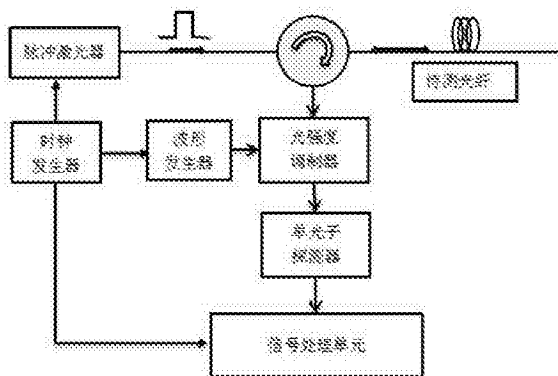 脉冲激光器
待测光纤
时钟
发生器
波形
发生器
光强度
调制器
单光子
探测器
信号处理单元